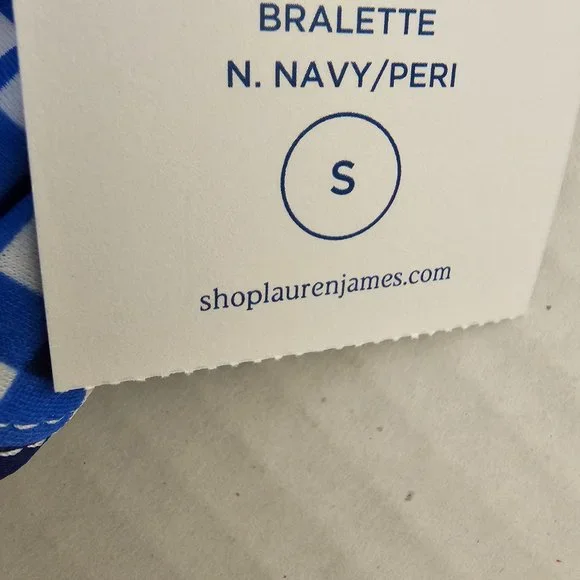 BRALETTE
N. NAVY/PERI
S
shoplaurenjames.com